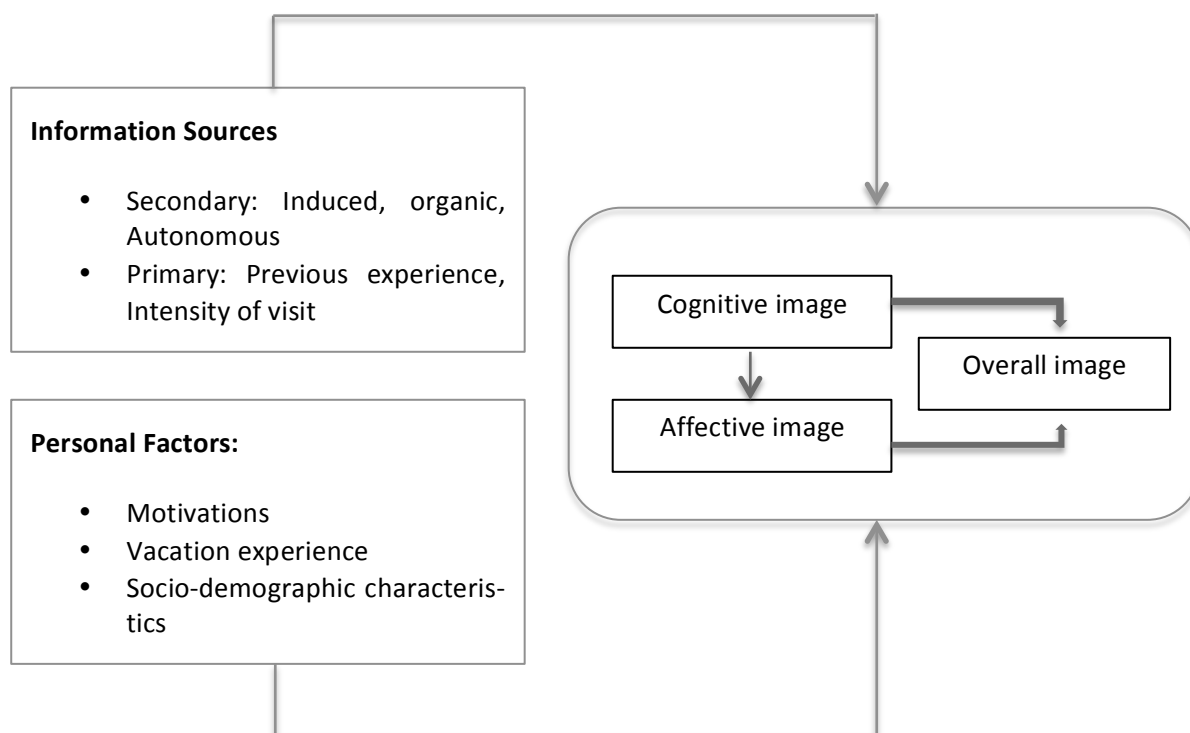 Information Sources
• Secondary: Induced, organic,
Autonomous
• Primary: Previous experience,
Intensity of visit
Personal Factors:
• Motivations
• Vacation experience
• Socio-demographic characteris-
tics
Cognitive image
Overall image
Affective image